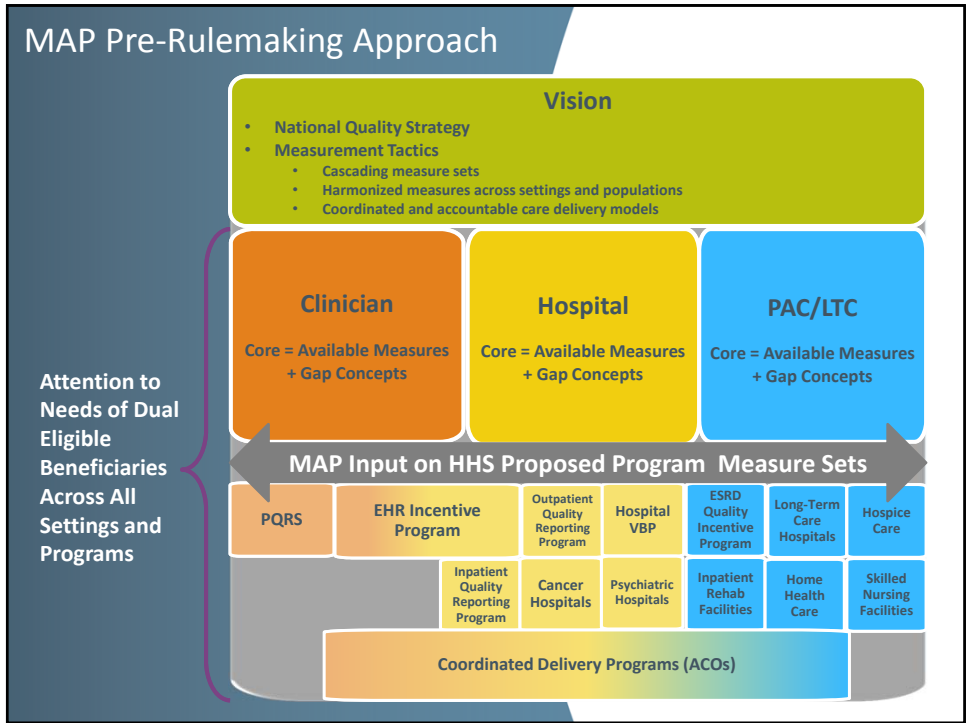 MAP Pre-Rulemaking Approach
Vision
• National Quality Strategy
• Measurement Tactics
• Cascading measure sets
• Harmonized measures across settings and populations
• Coordinated and accountable care delivery models
Attention to
Needs of Dual
Eligible
Beneficiaries
Across All
Settings and
Programs
Clinician
Core = Available Measures
+ Gap Concepts
Hospital
Core = Available Measures
+ Gap Concepts
PAC/LTC
Core = Available Measures
+ Gap Concepts
MAP Input on HHS Proposed Program Measure Sets
PQRS
EHR Incentive
Program
Outpatient
Quality
Reporting
Program
Hospital
VBP
ESRD
Quality
Incentive
Program
Long-Term
Care
Hospitals
Hospice
Care
Inpatient
Quality
Reporting
Program
Cancer
Hospitals
Psychiatric
Hospitals
Inpatient
Rehab
Facilities
Home
Health
Care
Skilled
Nursing
Facilities
Coordinated Delivery Programs (ACOs)